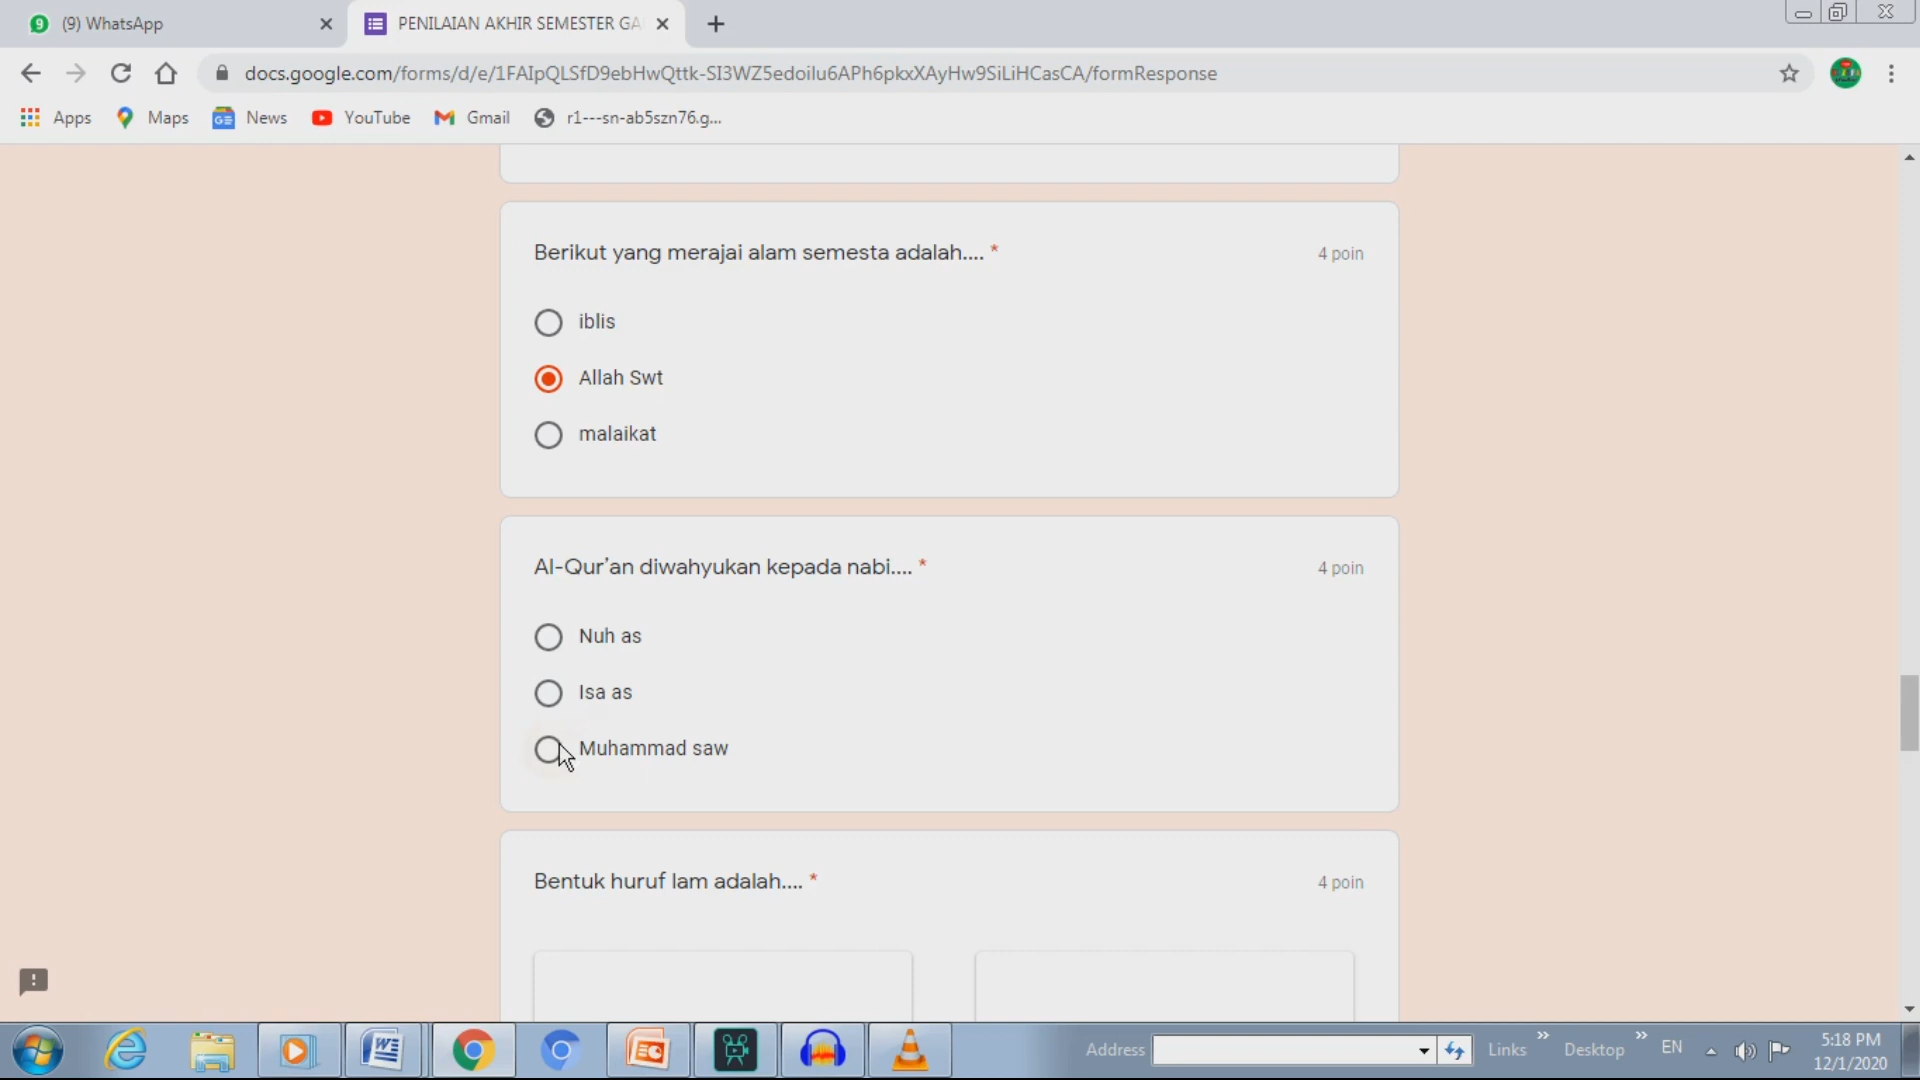 9 (9) WhatsApp
PENILAIAN AKHIR SEMESTER GA
docs.google.com/forms/d/e/1FAIpQLSfD9ebHwQttk-SI3WZ5edoilu6APh6pkxXAyHw9SiLiHCasCA/formResponse
Apps Maps News YouTube Gmail r1---sn-ab5szn76.g...
Berikut yang merajai alam semesta adalah.... * 4 poin
iblis
Allah Swt
malaikat
Al-Qur’an diwahyukan kepada nabi.... * 4 poin
Nuh as
Isa as
Muhammad saw
Bentuk huruf lam adalah.... * 4 poin
Address Links » Desktop » EN 5:18 PM
12/1/2020